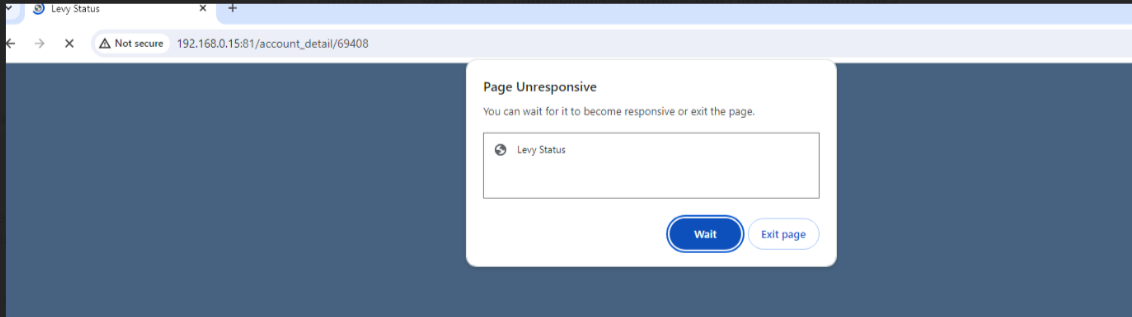 Levy Status
Not secure 192.168.0.15:81/account_detail/69408
Page Unresponsive
You can wait for it to become responsive or exit the page.
Levy Status
Wait Exit page